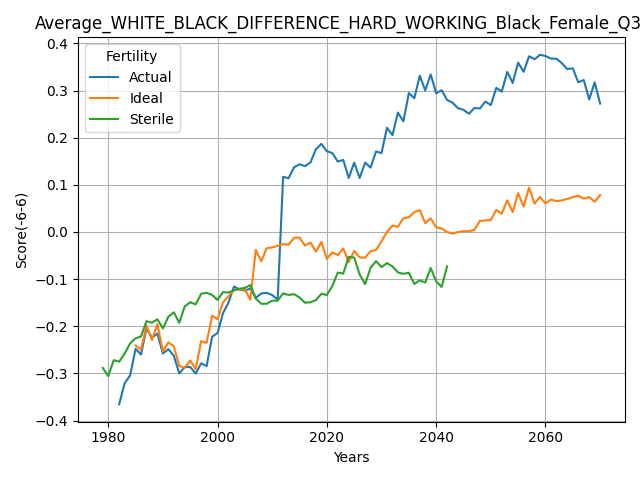 Average_WHITE_BLACK_DIFFERENCE_HARD_WORKING_Black_Female_Q3
Fertility
Actual
Ideal
Sterile
0.4
0.3
0.2
0.1
0.0
−0.1
−0.2
−0.3
−0.4
Score(-6-6)
1980 2000 2020 2040 2060
Years